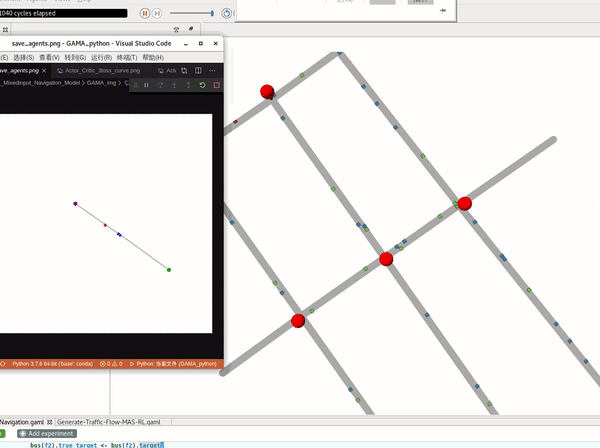 1040 cycles elapsed
save_agents.png - GAMA_python - Visual Studio Code
(E) 选择(S) 查看(V) 转到(G) 运行(R) 终端(T) 帮助(H)
ve_agents.png
Actor_Critic_3loss_curve.png
_MixedInput_Navigation_Model > GAMA_img >
Python 3.7.6 64-bit ('base': conda)
0 0
Python: 当前文件 (GAMA_python)
Navigation.gaml
Generate-Traffic-Flow-MAS-RL.gaml
Add experiment
bus(f2).true_target <- bus(f2).target